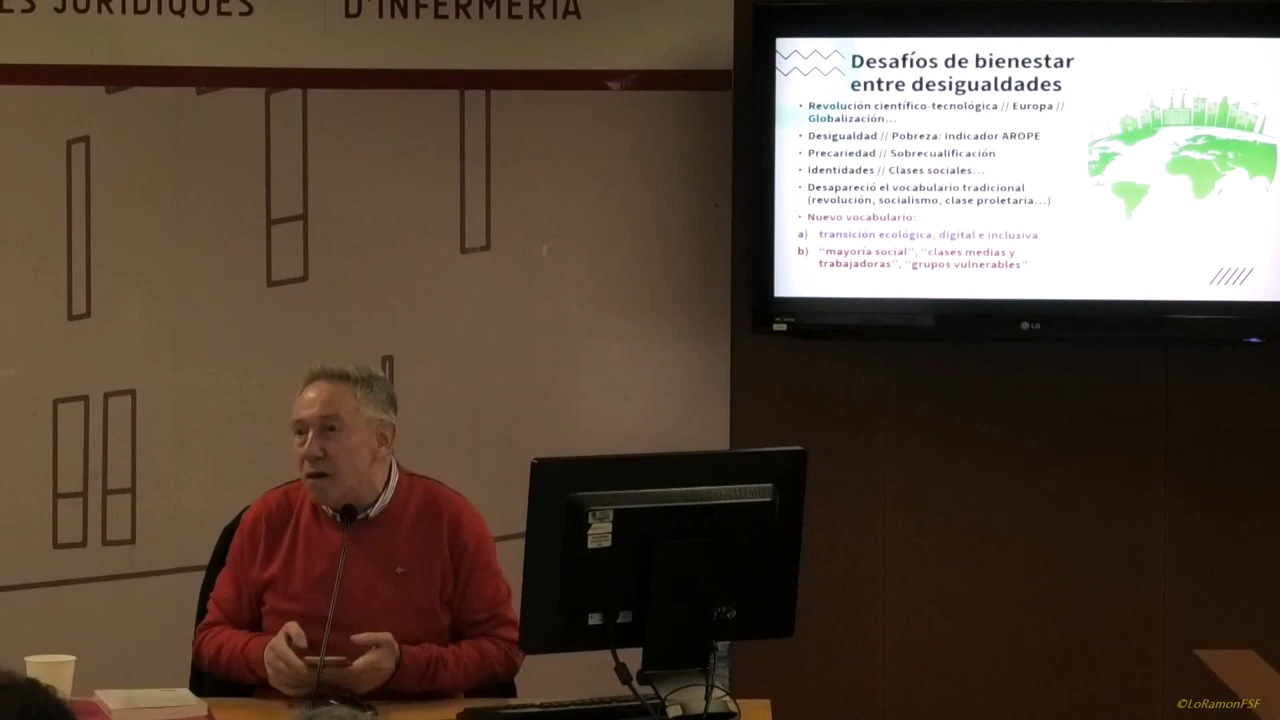 ES JURÍDIQUES
D'INFERMERIA
Desafíos de bienestar
entre desigualdades
• Revolución científico-tecnológica // Europa //
Globalización...
• Desigualdad // Pobreza: indicador AROPE
• Precariedad // Sobrecualificación
• Identidades // Clases sociales...
• Desapareció el vocabulario tradicional
(revolución, socialismo, clase proletaria...)
• Nuevo vocabulario:
a) transición ecológica, digital e inclusiva
b) "mayoría social", "clases medias y
trabajadoras", "grupos vulnerables"
LG
©LoRamonFSF